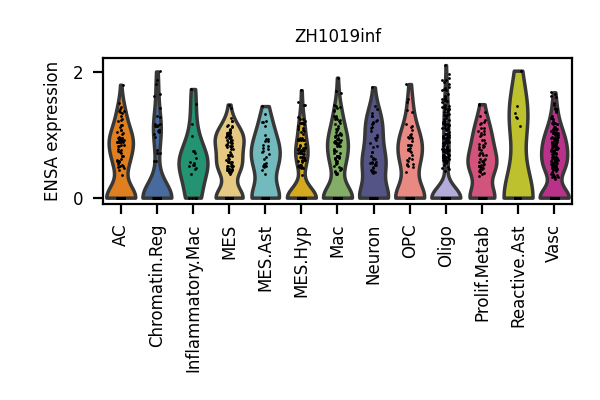 ZH1019inf
ENSA expression
2
0
AC
Chromatin.Reg
Inflammatory.Mac
MES
MES.Ast
MES.Hyp
Mac
Neuron
OPC
Oligo
Prolif.Metab
Reactive.Ast
Vasc